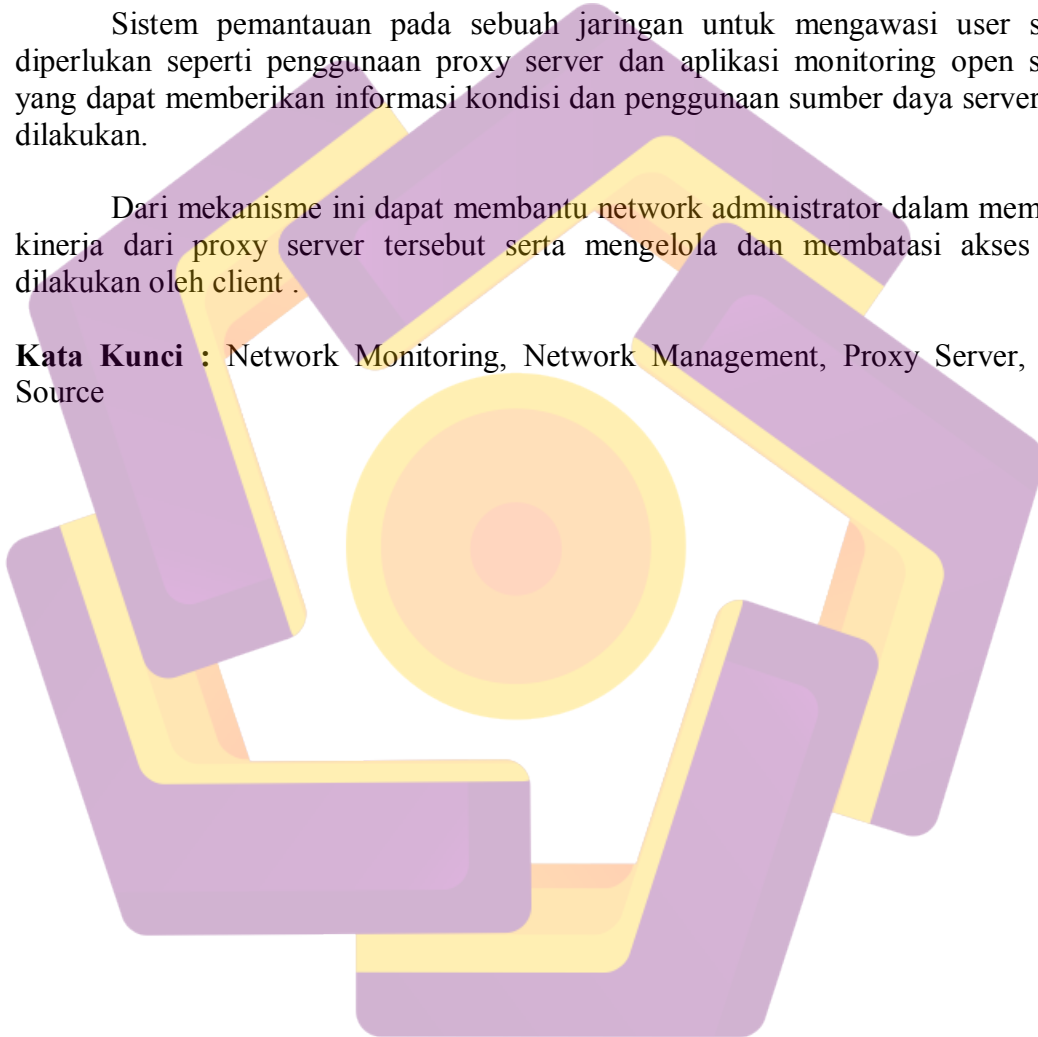 Sistem pemantauan pada sebuah jaringan untuk mengawasi user
diperlukan seperti penggunaan proxy server dan aplikasi monitoring open
yang dapat memberikan informasi kondisi dan penggunaan sumber daya server
dilakukan.
Dari mekanisme ini dapat membantu network administrator dalam
kinerja dari proxy server tersebut serta mengelola dan membatasi akses
dilakukan oleh client .
Kata Kunci : Network Monitoring, Network Management, Proxy Server,
Source